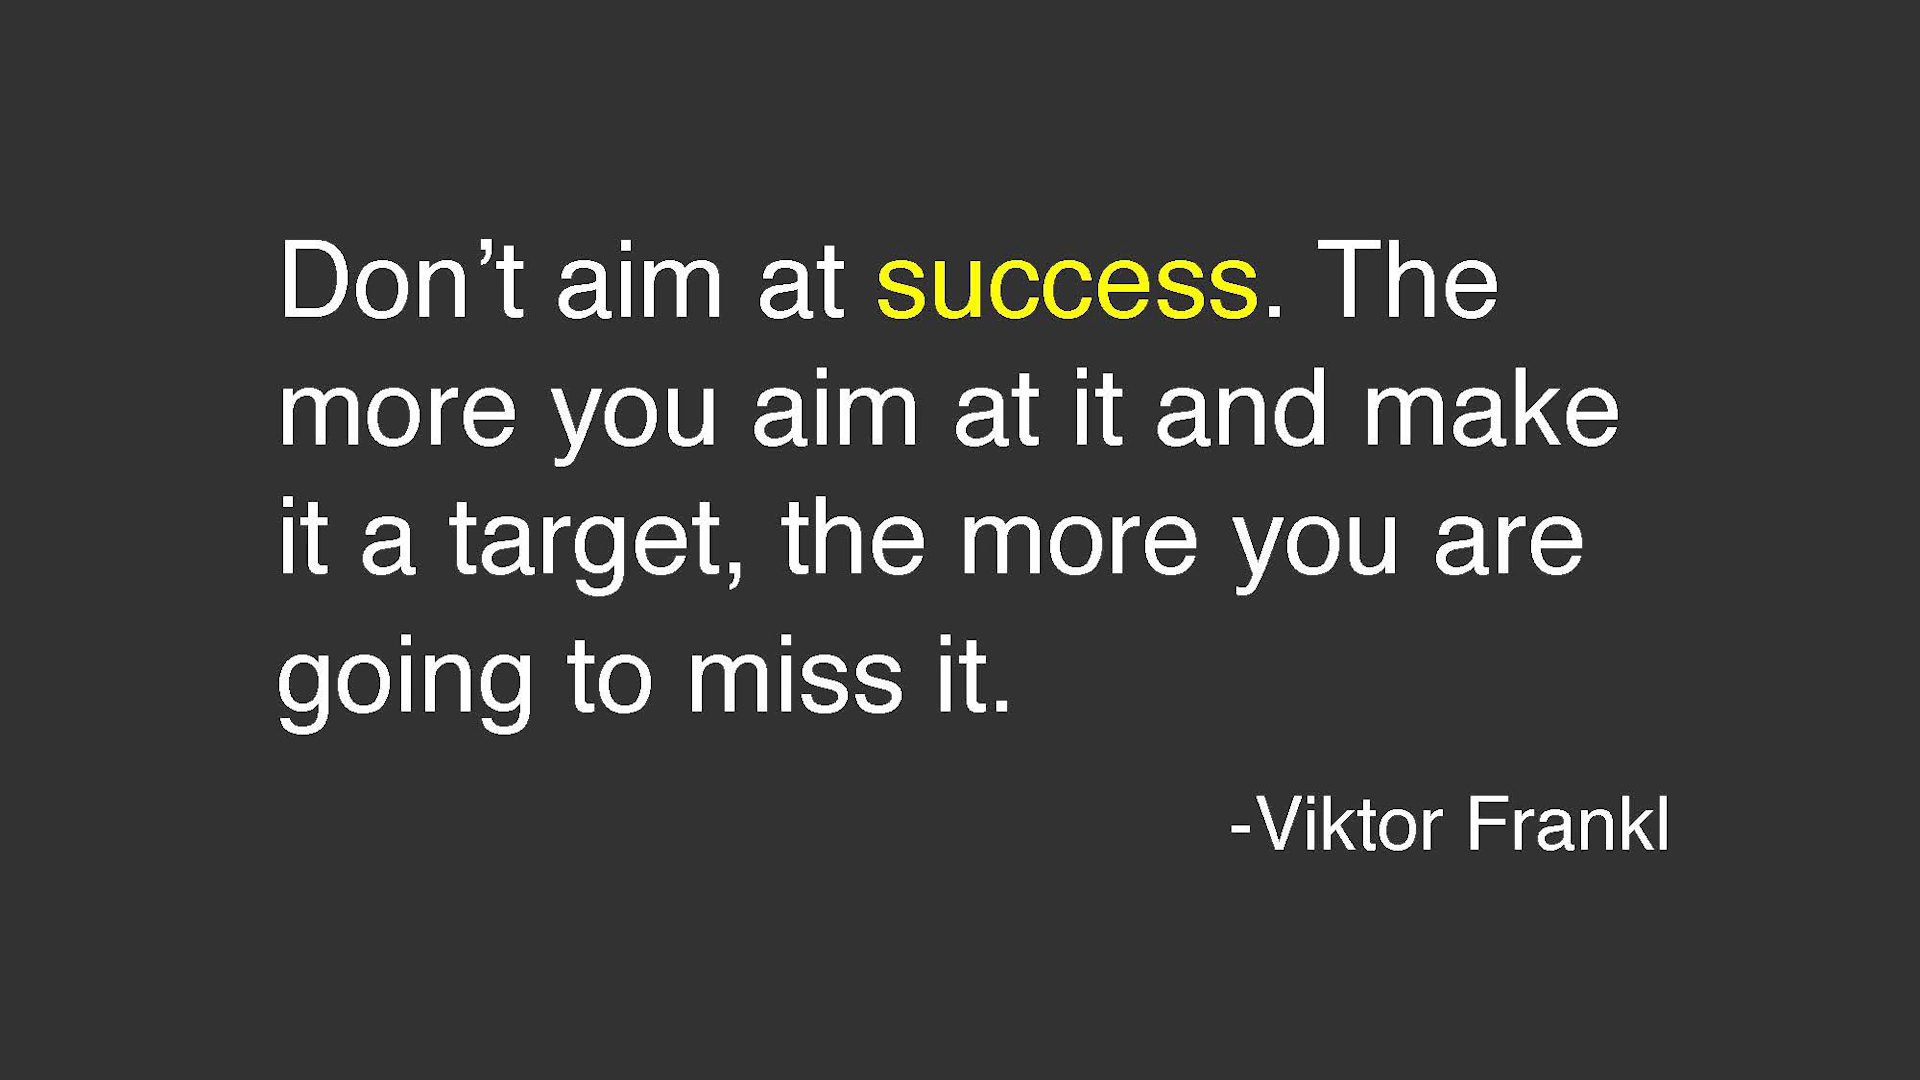 Don’t aim at success. The
more you aim at it and make
it a target, the more you are
going to miss it.
-Viktor Frankl